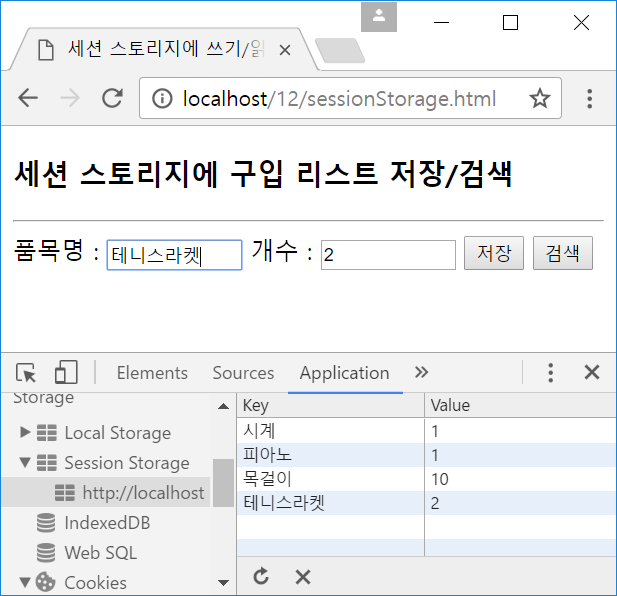 세션 스토리지에 쓰기/읽
localhost/12/sessionStorage.html
세션 스토리지에 구입 리스트 저장/검색
품목명 : 테니스라켓 개수 : 2 저장 검색
Elements Sources Application »
Storage
Local Storage
Session Storage
http://localhost
IndexedDB
Web SQL
Cookies
Key Value
시계 1
피아노 1
목걸이 10
테니스라켓 2